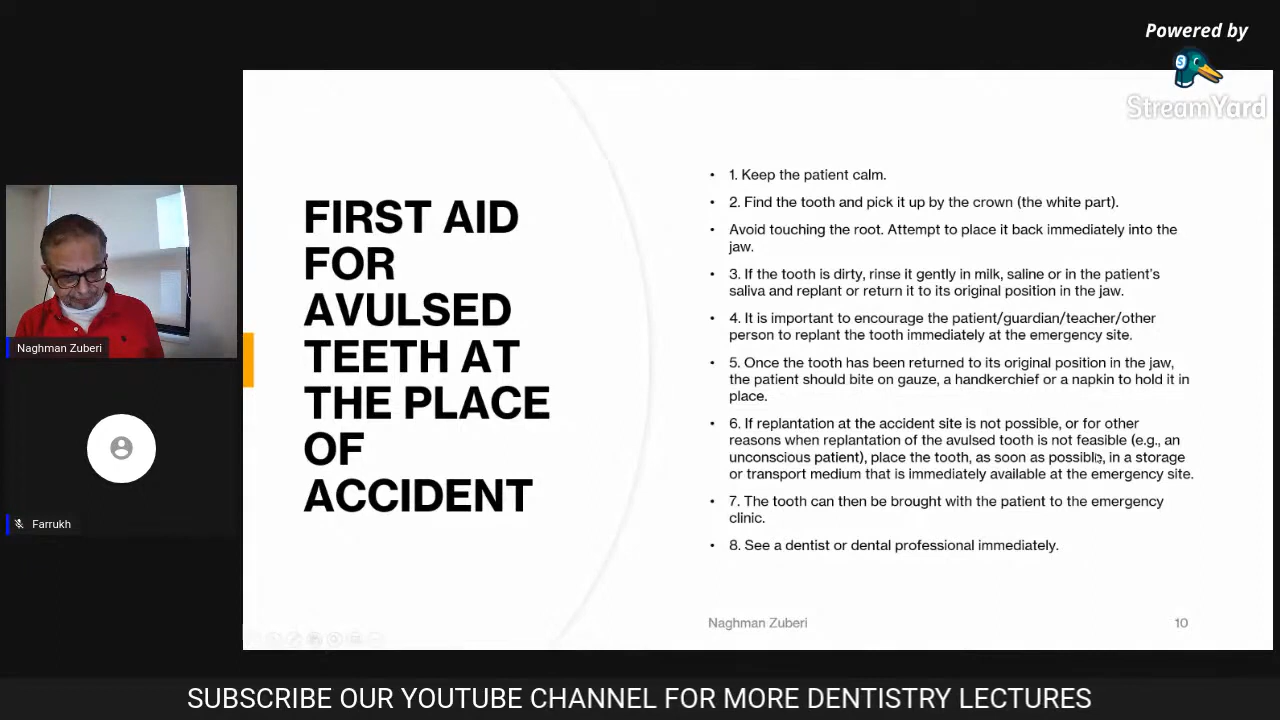 Powered by
StreamYard
FIRST AID
FOR
AVULSED
TEETH AT
THE PLACE
OF
ACCIDENT
• 1. Keep the patient calm.
• 2. Find the tooth and pick it up by the crown (the white part).
• Avoid touching the root. Attempt to place it back immediately into the
jaw.
• 3. If the tooth is dirty, rinse it gently in milk, saline or in the patient's
saliva and replant or return it to its original position in the jaw.
• 4. It is important to encourage the patient/guardian/teacher/other
person to replant the tooth immediately at the emergency site.
• 5. Once the tooth has been returned to its original position in the jaw,
the patient should bite on gauze, a handkerchief or a napkin to hold it in
place.
• 6. If replantation at the accident site is not possible, or for other
reasons when replantation of the avulsed tooth is not feasible (e.g., an
unconscious patient), place the tooth, as soon as possible, in a storage
or transport medium that is immediately available at the emergency site.
• 7. The tooth can then be brought with the patient to the emergency
clinic.
• 8. See a dentist or dental professional immediately.
Naghman Zuberi
10
Naghman Zuberi
Farrukh
SUBSCRIBE OUR YOUTUBE CHANNEL FOR MORE DENTISTRY LECTURES